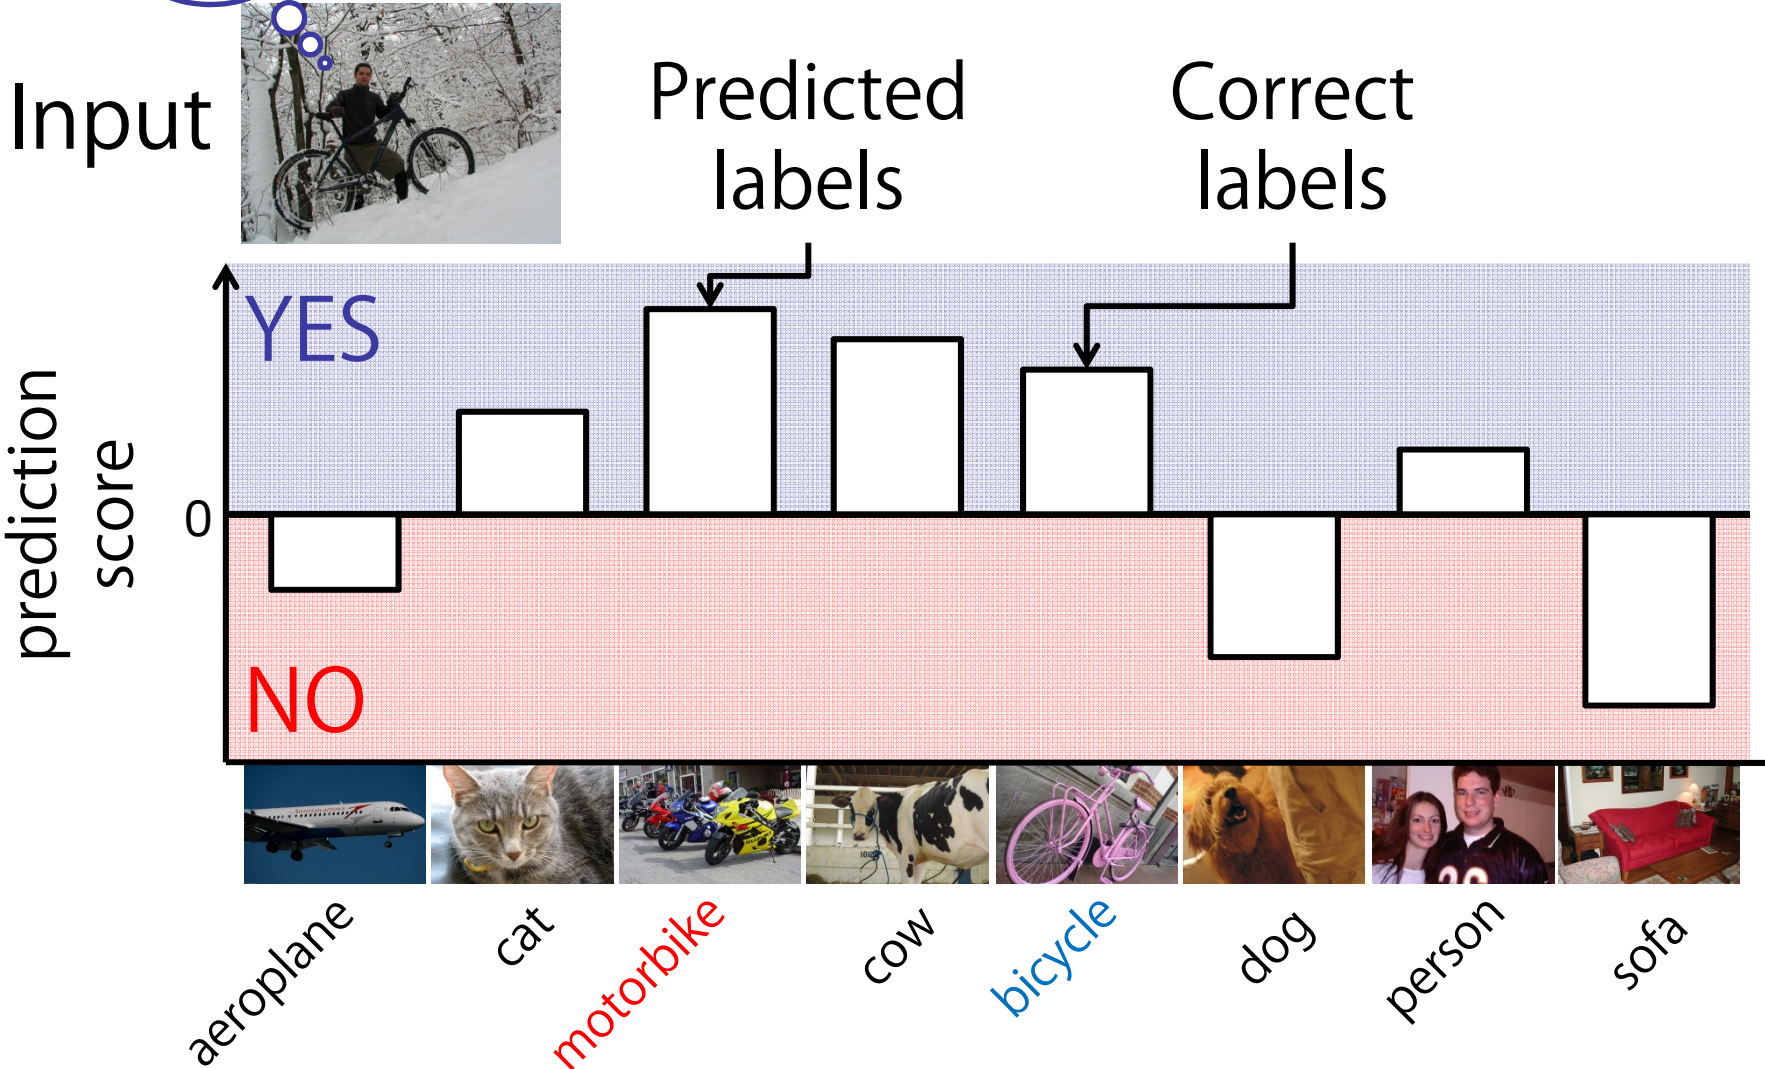 Input
Predicted
labels
Correct
labels
YES
prediction
score
0
NO
aeroplane
cat
motorbike
cow
bicycle
dog
person
sofa